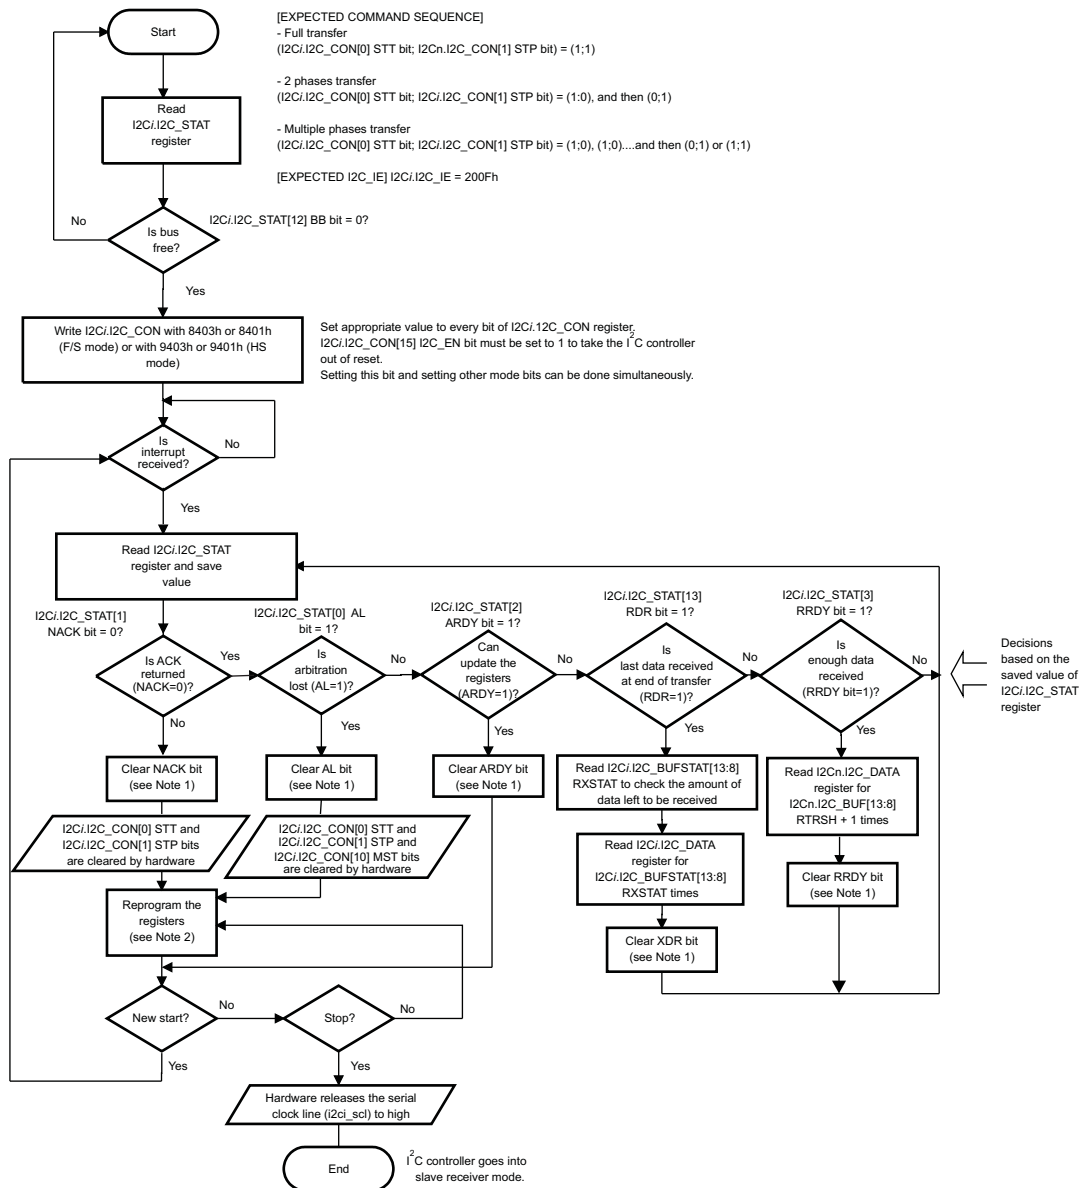 Start
[EXPECTED COMMAND SEQUENCE]
- Full transfer
(I2Ci.I2C_CON[0] STT bit; I2Cn.I2C_CON[1] STP bit) = (1;1)
- 2 phases transfer
(I2Ci.I2C_CON[0] STT bit; I2Ci.I2C_CON[1] STP bit) = (1:0), and then (0;1)
- Multiple phases transfer
(I2Ci.I2C_CON[0] STT bit; I2Ci.I2C_CON[1] STP bit) = (1;0), (1;0)....and then (0;1) or (1;1)
[EXPECTED I2C_IE] I2Ci.I2C_IE = 200Fh
Read
I2Ci.I2C_STAT
register
I2Ci.I2C_STAT[12] BB bit = 0?
No
Is bus
free?
Yes
Write I2Ci.I2C_CON with 8403h or 8401h
(F/S mode) or with 9403h or 9401h (HS
mode)
Set appropriate value to every bit of I2Ci.12C_CON register.
I2Ci.I2C_CON[15] I2C_EN bit must be set to 1 to take the I2C controller
out of reset.
Setting this bit and setting other mode bits can be done simultaneously.
Is
interrupt
received?
No
Yes
Read I2Ci.I2C_STAT
register and save
value
I2Ci.I2C_STAT[1]
NACK bit = 0?
Is ACK
returned
(NACK=0)?
Yes
No
I2Ci.I2C_STAT[0] AL
bit = 1?
Is
arbitration
lost (AL=1)?
No
Yes
I2Ci.I2C_STAT[2]
ARDY bit = 1?
Can
update the
registers
(ARDY=1)?
No
Yes
I2Ci.I2C_STAT[13]
RDR bit = 1?
Is
last data received
at end of transfer
(RDR=1)?
No
Yes
I2Ci.I2C_STAT[3]
RRDY bit = 1?
Is
enough data
received
(RRDY bit=1)?
No
Yes
Decisions
based on the
saved value of
I2Ci.I2C_STAT
register
Clear NACK bit
(see Note 1)
Clear AL bit
(see Note 1)
Clear ARDY bit
(see Note 1)
Read I2Ci.I2C_BUFSTAT[13:8]
RXSTAT to check the amount of
data left to be received
Read I2Cn.I2C_DATA
register for
I2Cn.I2C_BUF[13:8]
RTRSH + 1 times
I2Ci.I2C_CON[0] STT and
I2Ci.I2C_CON[1] STP bits
are cleared by hardware
I2Ci.I2C_CON[0] STT and
I2Ci.I2C_CON[1] STP and
I2Ci.I2C_CON[10] MST bits
are cleared by hardware
Read I2Ci.I2C_DATA
register for
I2Ci.I2C_BUFSTAT[13:8]
RXSTAT times
Clear RRDY bit
(see Note 1)
Reprogram the
registers
(see Note 2)
Clear XDR bit
(see Note 1)
New start?
No
Stop?
No
Yes
Yes
Hardware releases the serial
clock line (i2ci_scl) to high
End
I2C controller goes into
slave receiver mode.